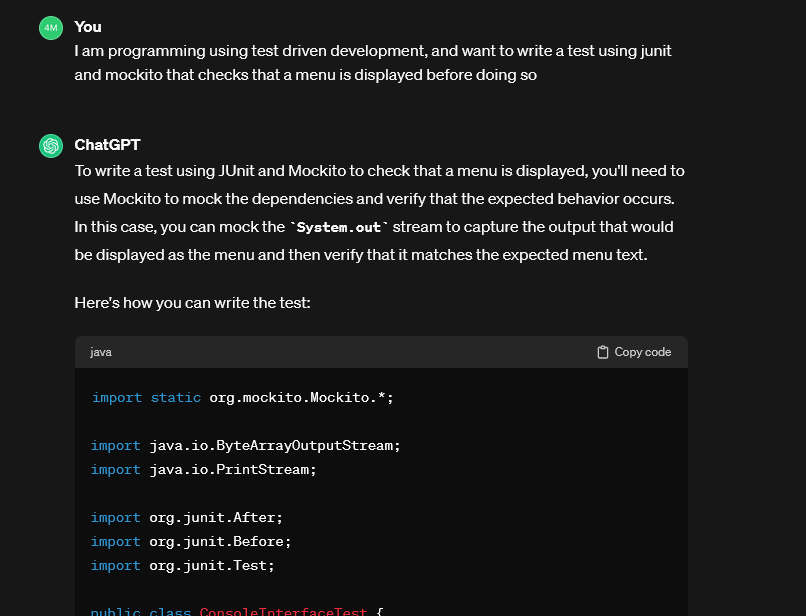 4M
You
I am programming using test driven development, and want to write a test using junit
and mockito that checks that a menu is displayed before doing so
ChatGPT
To write a test using JUnit and Mockito to check that a menu is displayed, you'll need to
use Mockito to mock the dependencies and verify that the expected behavior occurs.
In this case, you can mock the `System.out` stream to capture the output that would
be displayed as the menu and then verify that it matches the expected menu text.
Here's how you can write the test:
java Copy code
import static org.mockito.Mockito.*;
import java.io.ByteArrayOutputStream;
import java.io.PrintStream;
import org.junit.After;
import org.junit.Before;
import org.junit.Test;
public class ConsoleInterfaceTest {